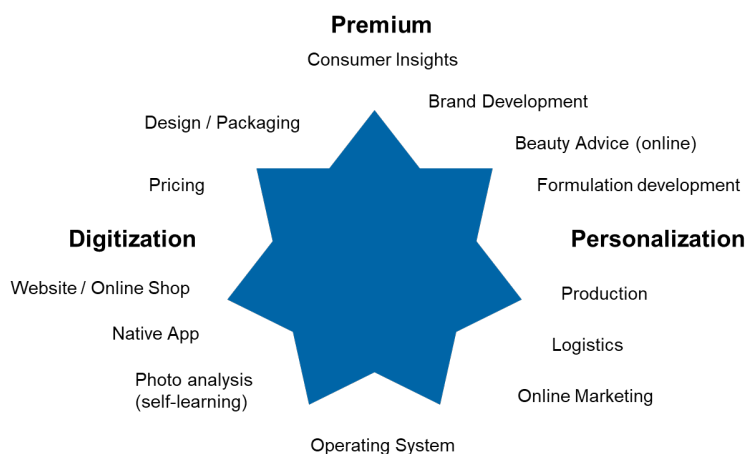 Premium
Consumer Insights
Brand Development
Design / Packaging
Beauty Advice (online)
Pricing
Formulation development
Digitization
Personalization
Website / Online Shop
Production
Native App
Logistics
Photo analysis
(self-learning)
Online Marketing
Operating System